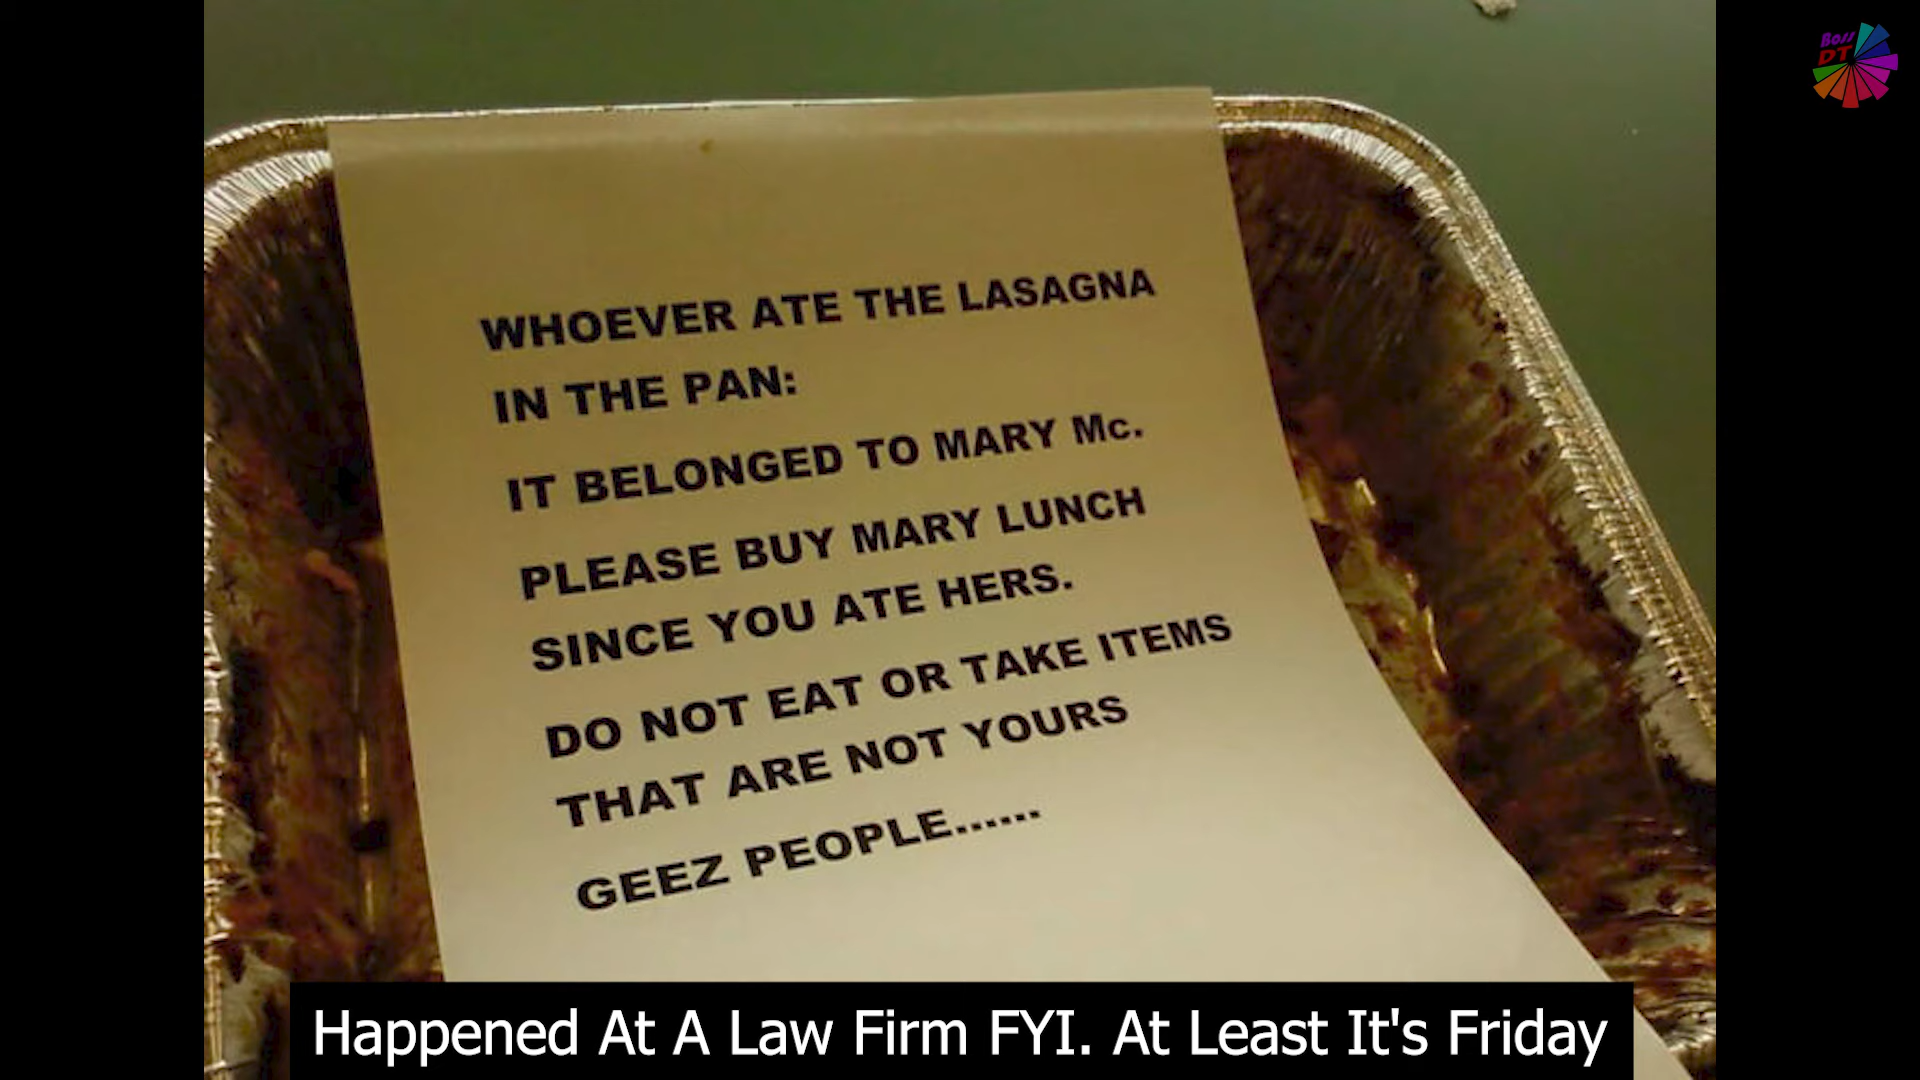 Boss
DT
WHOEVER ATE THE LASAGNA
IN THE PAN:
IT BELONGED TO MARY Mc.
PLEASE BUY MARY LUNCH
SINCE YOU ATE HERS.
DO NOT EAT OR TAKE ITEMS
THAT ARE NOT YOURS
GEEZ PEOPLE......
Happened At A Law Firm FYI. At Least It's Friday